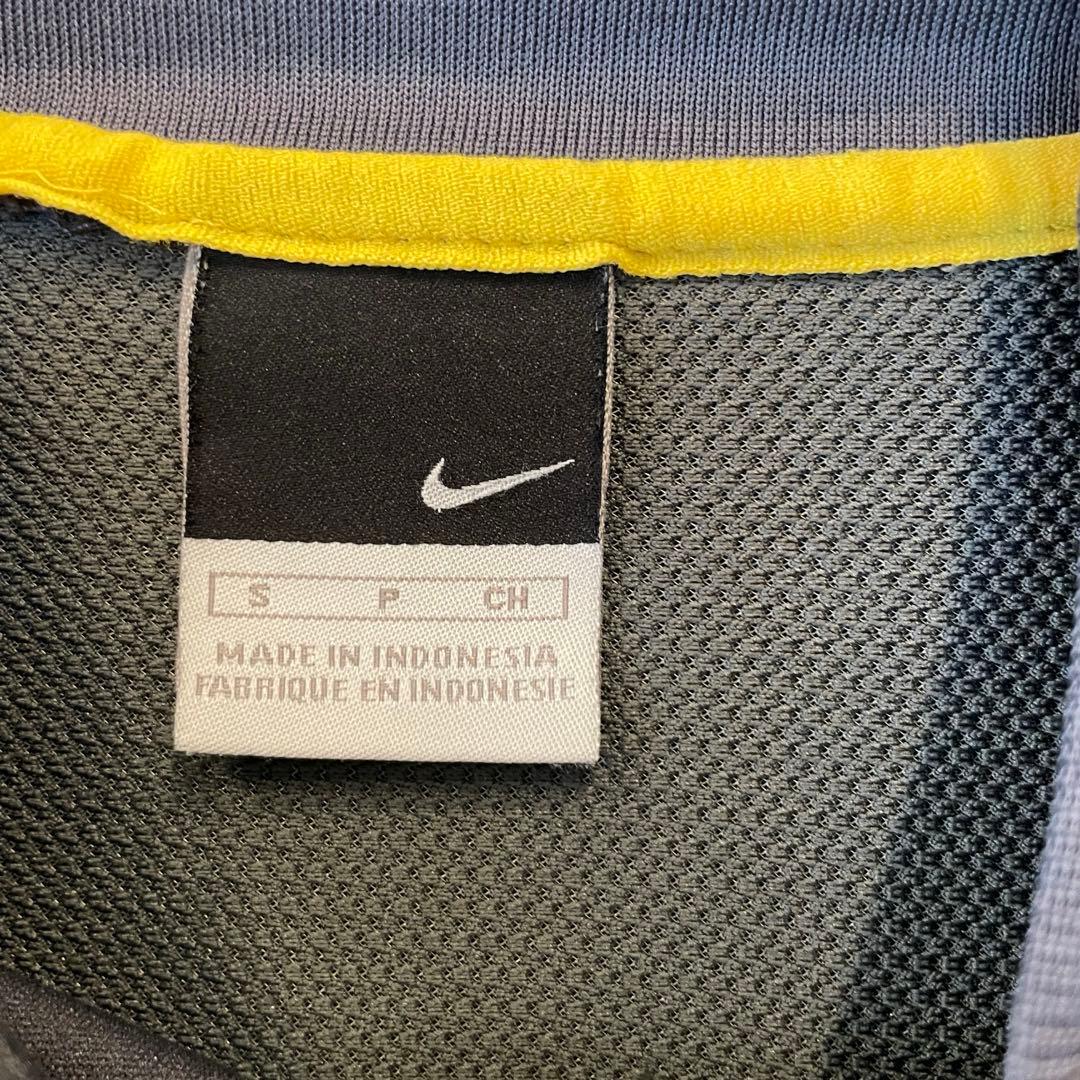 S P CH
MADE IN INDONESIA
FABRIQUE EN INDONESIE